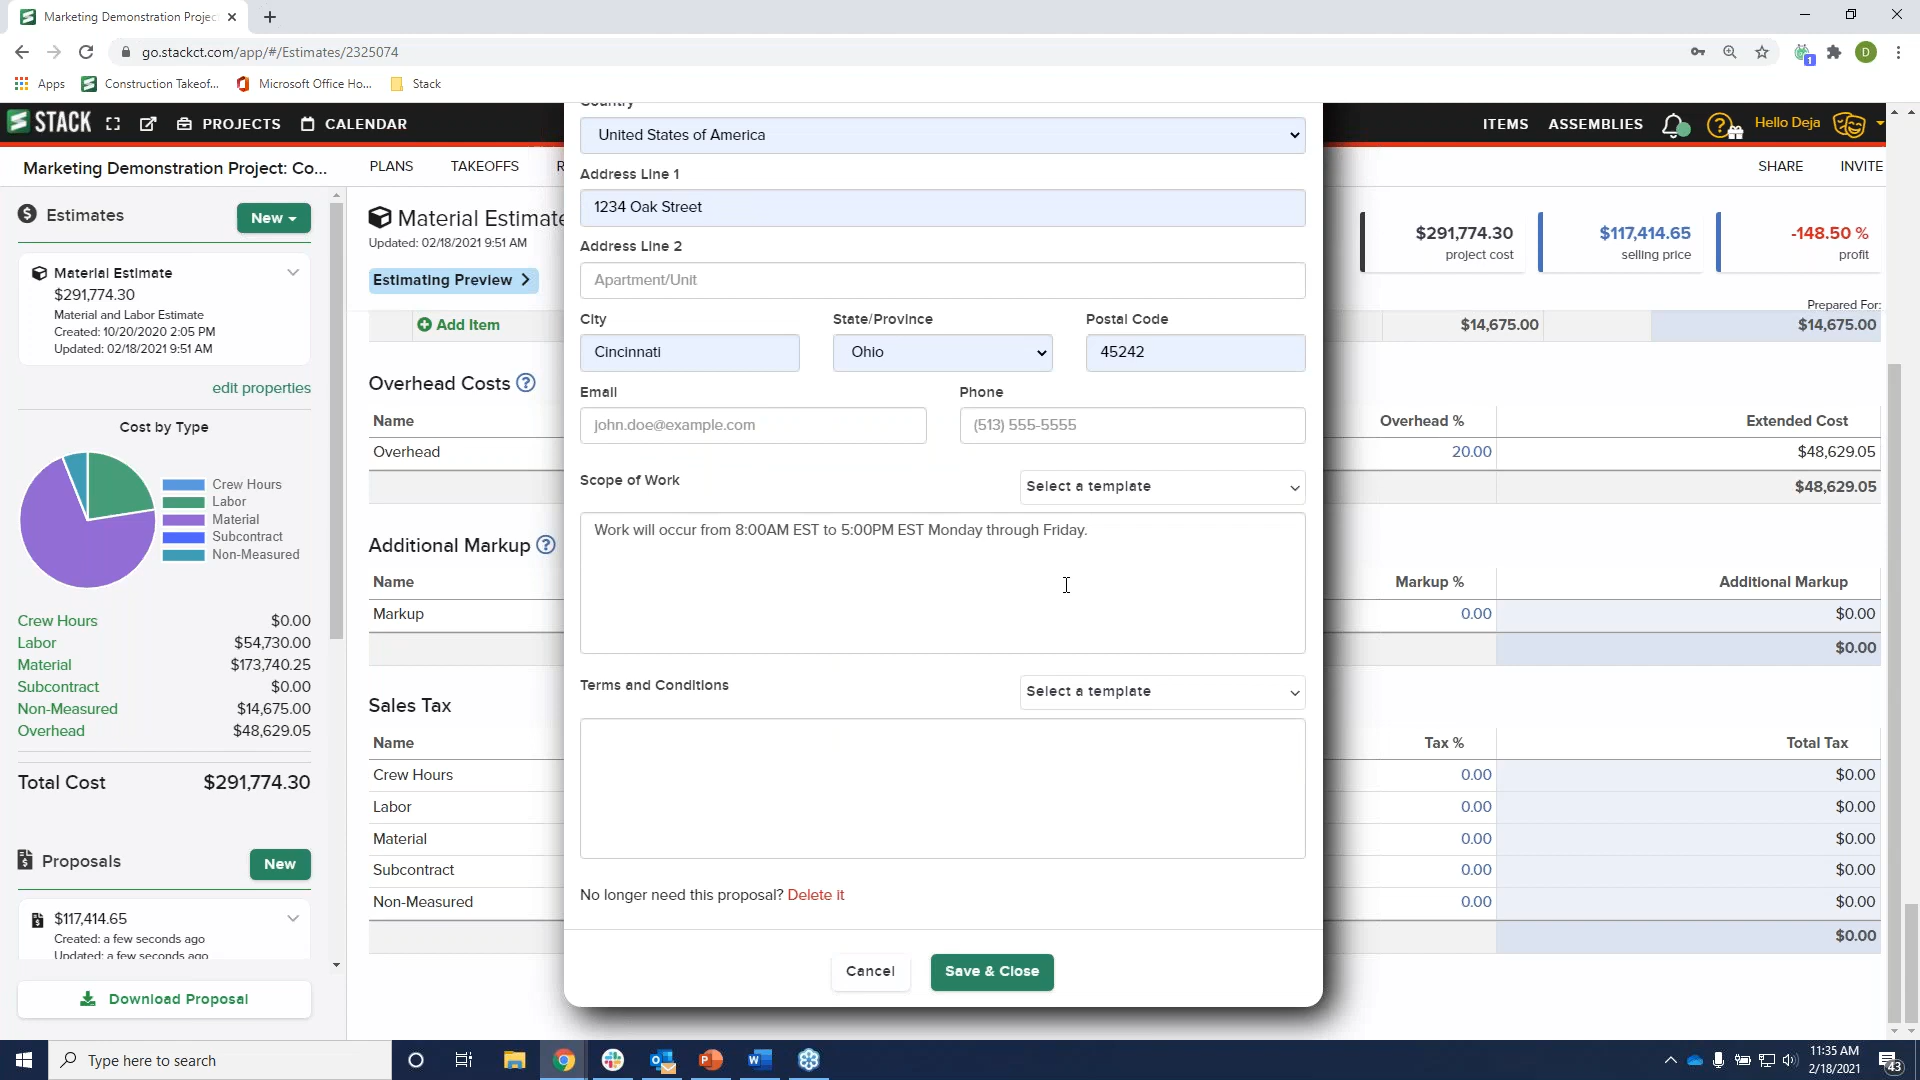 Marketing Demonstration Projec
go.stackct.com/app/#/Estimates/2325074
1
D
Apps
Construction Takeof...
Microsoft Office Ho...
Stack
STACK
PROJECTS
CALENDAR
ITEMS
ASSEMBLIES
Hello Deja
Marketing Demonstration Project: Co...
PLANS
TAKEOFFS
R
SHARE
INVITE
Estimates
New
Material Estimate
$291,774.30
Material and Labor Estimate
Created: 10/20/2020 2:05 PM
Updated: 02/18/2021 9:51 AM
edit properties
Cost by Type
Crew Hours
Labor
Material
Subcontract
Non-Measured
Crew Hours $0.00
Labor $54,730.00
Material $173,740.25
Subcontract $0.00
Non-Measured $14,675.00
Overhead $48,629.05
Total Cost $291,774.30
Proposals
New
$117,414.65
Created: a few seconds ago
Updated: a few seconds ago
Download Proposal
Material Estimate
Updated: 02/18/2021 9:51 AM
Estimating Preview
Add Item
Overhead Costs ?
Name
Overhead
Additional Markup ?
Name
Markup
Sales Tax
Name
Crew Hours
Labor
Material
Subcontract
Non-Measured
Country
United States of America
Address Line 1
1234 Oak Street
Address Line 2
Apartment/Unit
City State/Province Postal Code
Cincinnati Ohio 45242
Email Phone
john.doe@example.com (513) 555-5555
Scope of Work
Select a template
Work will occur from 8:00AM EST to 5:00PM EST Monday through Friday.
Terms and Conditions
Select a template
No longer need this proposal? Delete it
Cancel
Save & Close
$291,774.30
project cost
$117,414.65
selling price
-148.50 %
profit
Prepared For:
$14,675.00 $14,675.00
Overhead % Extended Cost
20.00 $48,629.05
$48,629.05
Markup % Additional Markup
0.00 $0.00
$0.00
Tax % Total Tax
0.00 $0.00
0.00 $0.00
0.00 $0.00
0.00 $0.00
0.00 $0.00
$0.00
Type here to search
11:35 AM
2/18/2021
43